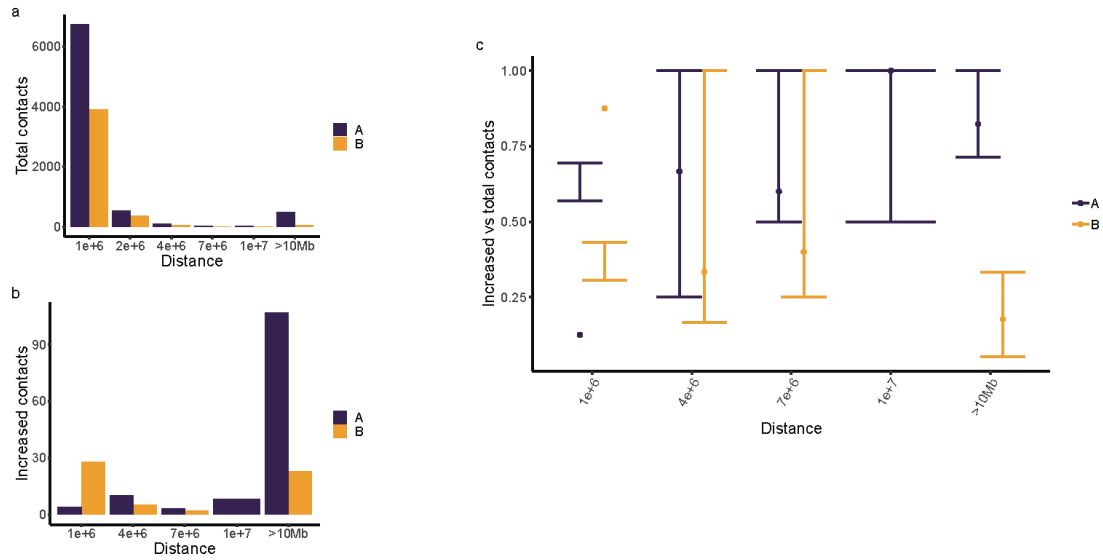 a
Total contacts
6000
4000
2000
0
1e+6 2e+6 4e+6 7e+6 1e+7 >10Mb
Distance
A
B
b
Increased contacts
90
60
30
0
1e+6 4e+6 7e+6 1e+7 >10Mb
Distance
A
B
c
Increased vs total contacts
1.00
0.75
0.50
0.25
1e+6 4e+6 7e+6 1e+7 >10Mb
Distance
A
B